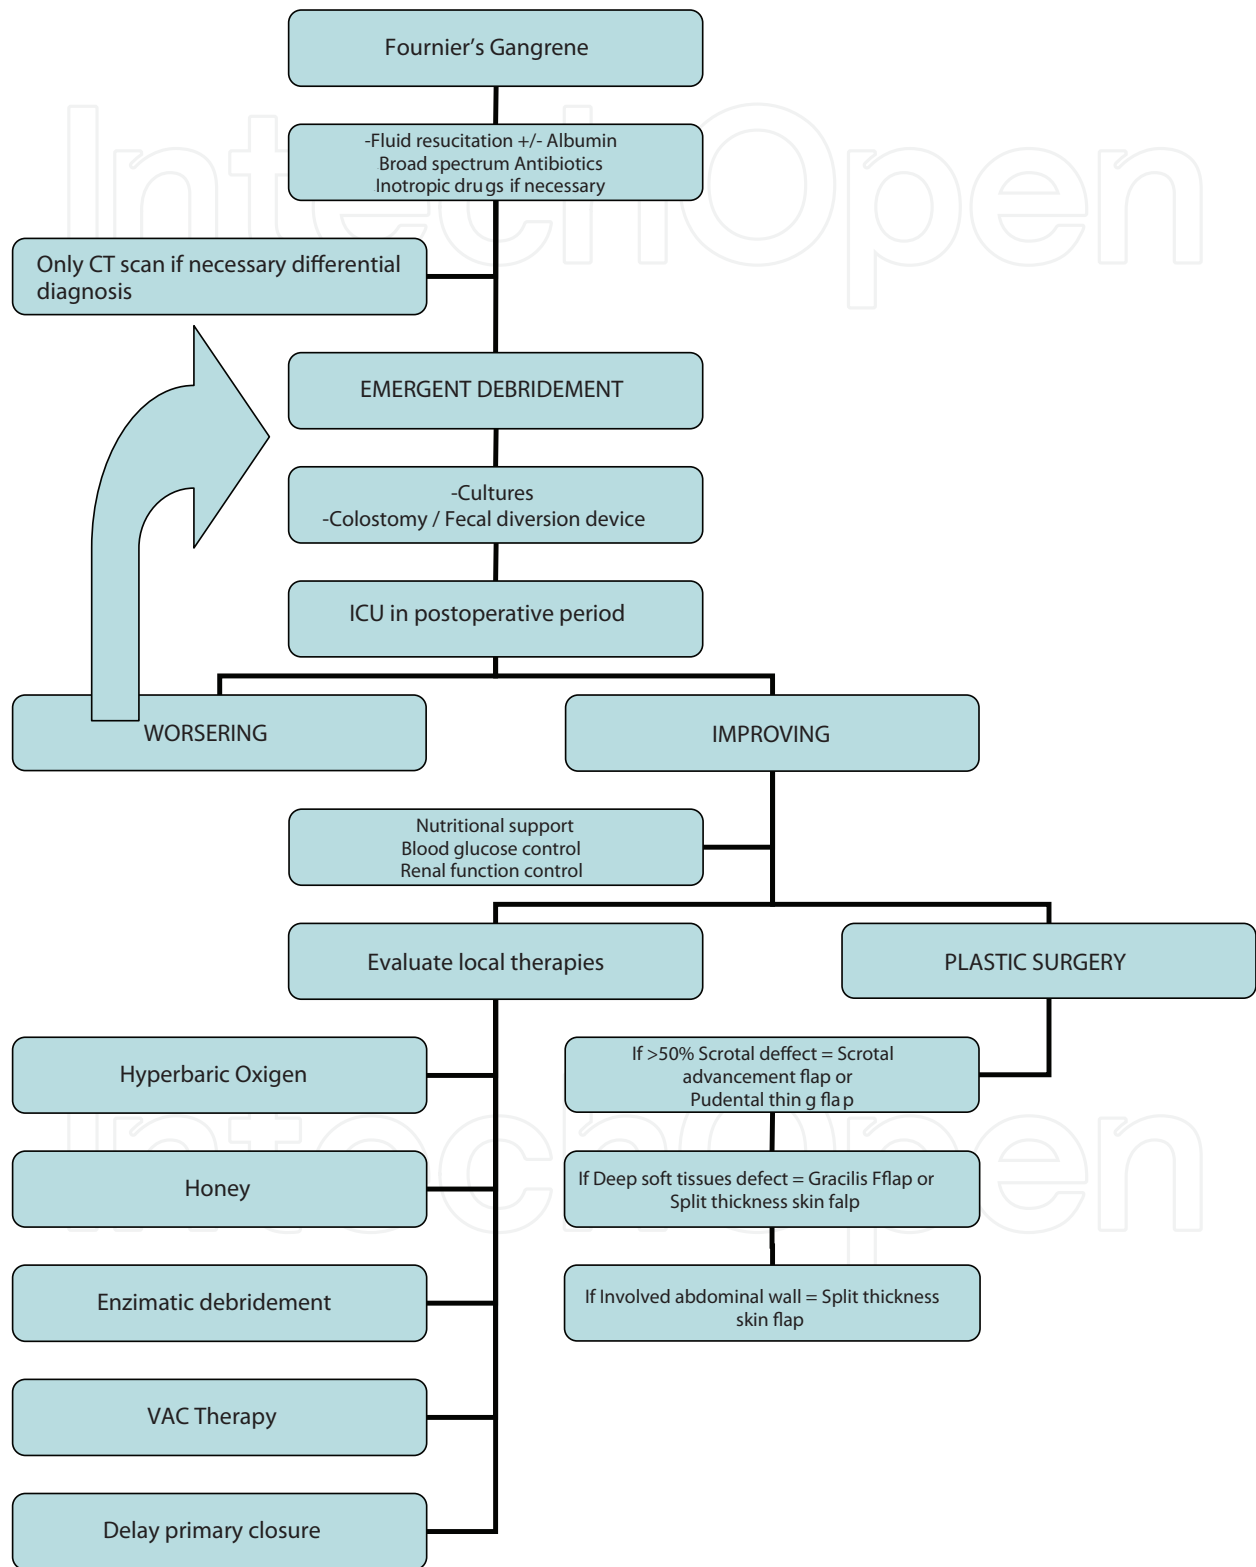 Fournier’s Gangrene
-Fluid resucitation +/- Albumin
Broad spectrum Antibiotics
Inotropic drugs if necessary
Only CT scan if necessary differential
diagnosis
EMERGENT DEBRIDEMENT
-Cultures
-Colostomy / Fecal diversion device
ICU in postoperative period
WORSERING
IMPROVING
Nutritional support
Blood glucose control
Renal function control
Evaluate local therapies
PLASTIC SURGERY
Hyperbaric Oxigen
If >50% Scrotal deffect = Scrotal
advancement flap or
Pudental thin g flap
Honey
If Deep soft tissues defect = Gracilis Fflap or
Split thickness skin falp
Enzimatic debridement
If Involved abdominal wall = Split thickness
skin flap
VAC Therapy
Delay primary closure
IntechOpen
IntechOpen